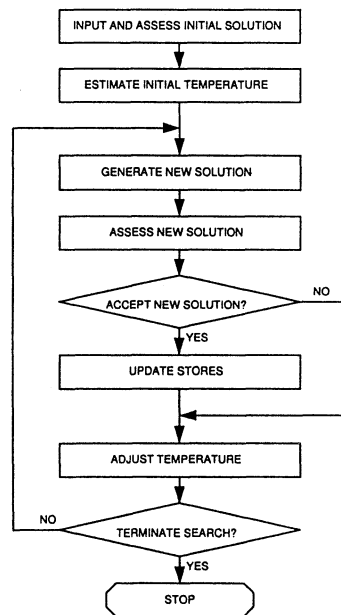 INPUT AND ASSESS INITIAL SOLUTION
ESTIMATE INITIAL TEMPERATURE
GENERATE NEW SOLUTION
ASSESS NEW SOLUTION
ACCEPT NEW SOLUTION?
NO
YES
UPDATE STORES
ADJUST TEMPERATURE
NO
TERMINATE SEARCH?
YES
STOP